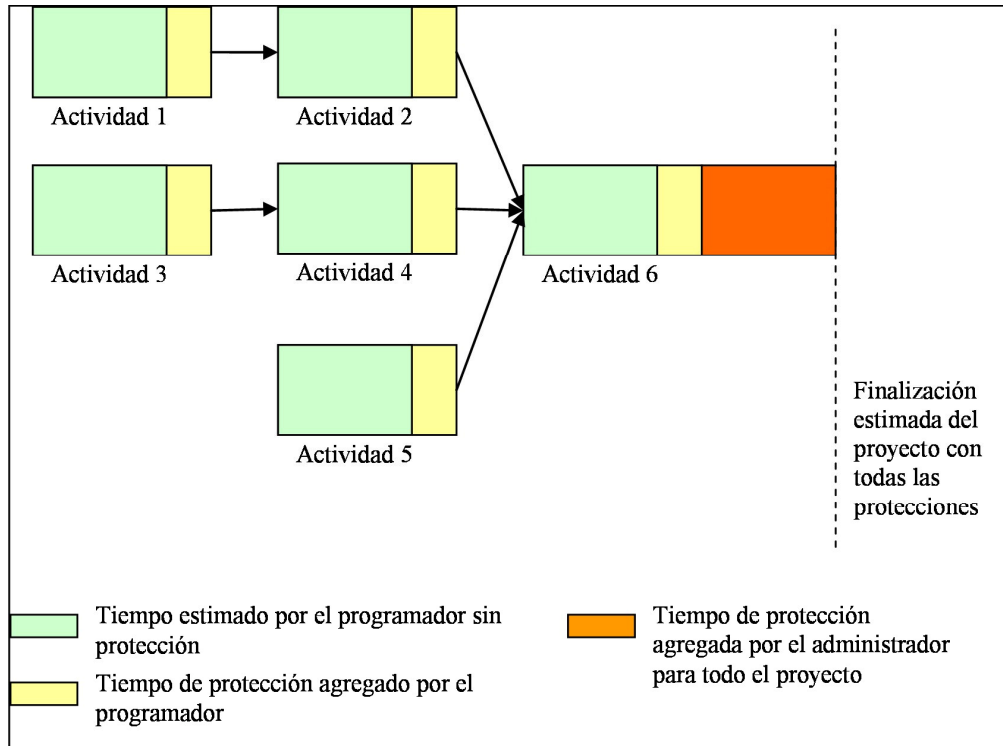 Actividad 1
Actividad 2
Actividad 3
Actividad 4
Actividad 6
Actividad 5
Finalización
estimada del
proyecto con
todas las
protecciones
Tiempo estimado por el programador sin
protección
Tiempo de protección agregado por el
programador
Tiempo de protección
agregada por el administrador
para todo el proyecto